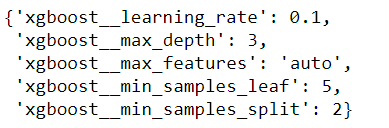 {'xgboost__learning_rate': 0.1,
'xgboost__max_depth': 3,
'xgboost__max_features': 'auto',
'xgboost__min_samples_leaf': 5,
'xgboost__min_samples_split': 2}